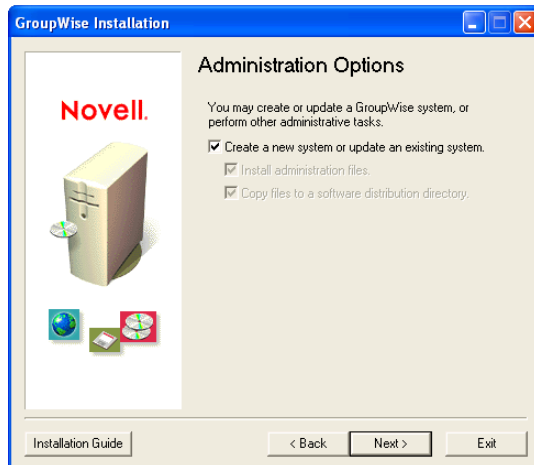 GroupWise Installation
Novell.
Administration Options
You may create or update a GroupWise system, or
perform other administrative tasks.
Create a new system or update an existing system.
Install administration files.
Copy files to a software distribution directory.
Installation Guide
< Back
Next >
Exit